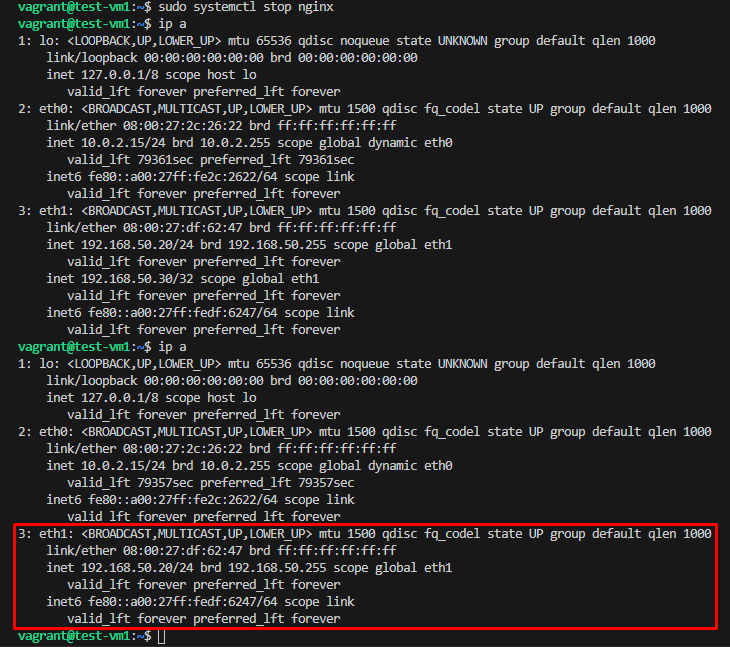 vagrant@test-vm1:~$ sudo systemctl stop nginx
vagrant@test-vm1:~$ ip a
1: lo: <LOOPBACK,UP,LOWER_UP> mtu 65536 qdisc noqueue state UNKNOWN group default qlen 1000
    link/loopback 00:00:00:00:00:00 brd 00:00:00:00:00:00
    inet 127.0.0.1/8 scope host lo
       valid_lft forever preferred_lft forever
2: eth0: <BROADCAST,MULTICAST,UP,LOWER_UP> mtu 1500 qdisc fq_codel state UP group default qlen 1000
    link/ether 08:00:27:2c:26:22 brd ff:ff:ff:ff:ff:ff
    inet 10.0.2.15/24 brd 10.0.2.255 scope global dynamic eth0
       valid_lft 79361sec preferred_lft 79361sec
    inet6 fe80::a00:27ff:fe2c:2622/64 scope link
       valid_lft forever preferred_lft forever
3: eth1: <BROADCAST,MULTICAST,UP,LOWER_UP> mtu 1500 qdisc fq_codel state UP group default qlen 1000
    link/ether 08:00:27:df:62:47 brd ff:ff:ff:ff:ff:ff
    inet 192.168.50.20/24 brd 192.168.50.255 scope global eth1
       valid_lft forever preferred_lft forever
    inet 192.168.50.30/32 scope global eth1
       valid_lft forever preferred_lft forever
    inet6 fe80::a00:27ff:fedf:6247/64 scope link
       valid_lft forever preferred_lft forever
vagrant@test-vm1:~$ ip a
1: lo: <LOOPBACK,UP,LOWER_UP> mtu 65536 qdisc noqueue state UNKNOWN group default qlen 1000
    link/loopback 00:00:00:00:00:00 brd 00:00:00:00:00:00
    inet 127.0.0.1/8 scope host lo
       valid_lft forever preferred_lft forever
2: eth0: <BROADCAST,MULTICAST,UP,LOWER_UP> mtu 1500 qdisc fq_codel state UP group default qlen 1000
    link/ether 08:00:27:2c:26:22 brd ff:ff:ff:ff:ff:ff
    inet 10.0.2.15/24 brd 10.0.2.255 scope global dynamic eth0
       valid_lft 79357sec preferred_lft 79357sec
    inet6 fe80::a00:27ff:fe2c:2622/64 scope link
       valid_lft forever preferred_lft forever
3: eth1: <BROADCAST,MULTICAST,UP,LOWER_UP> mtu 1500 qdisc fq_codel state UP group default qlen 1000
    link/ether 08:00:27:df:62:47 brd ff:ff:ff:ff:ff:ff
    inet 192.168.50.20/24 brd 192.168.50.255 scope global eth1
       valid_lft forever preferred_lft forever
    inet6 fe80::a00:27ff:fedf:6247/64 scope link
       valid_lft forever preferred_lft forever
vagrant@test-vm1:~$